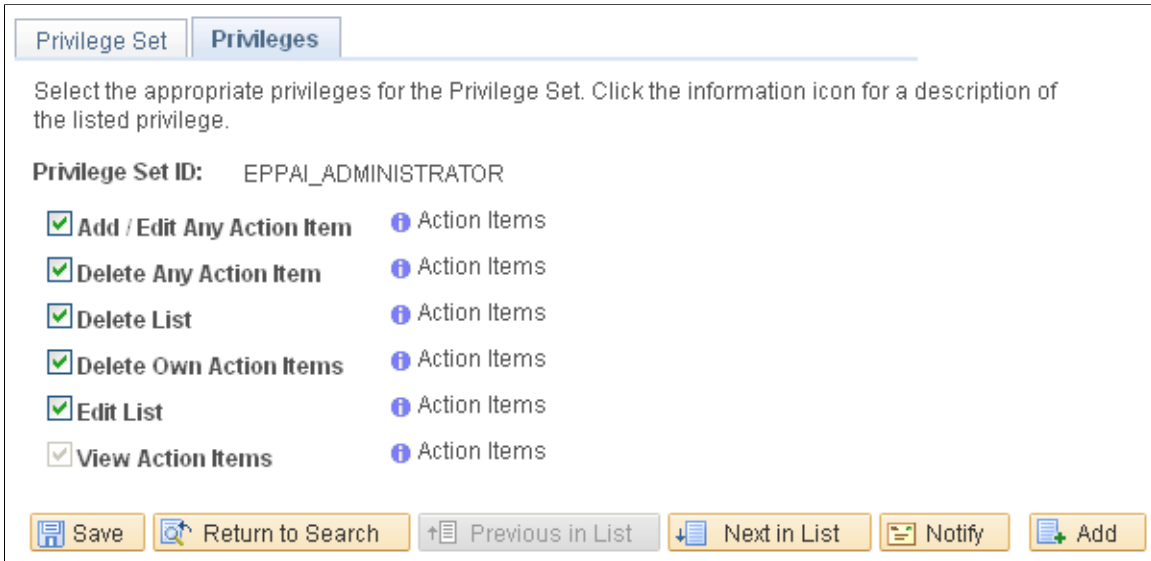 Privilege Set Privileges
Select the appropriate privileges for the Privilege Set. Click the information icon for a description of
the listed privilege.
Privilege Set ID: EPPAI_ADMINISTRATOR
Add / Edit Any Action Item Action Items
Delete Any Action Item Action Items
Delete List Action Items
Delete Own Action Items Action Items
Edit List Action Items
View Action Items Action Items
Save Return to Search Previous in List Next in List Notify Add